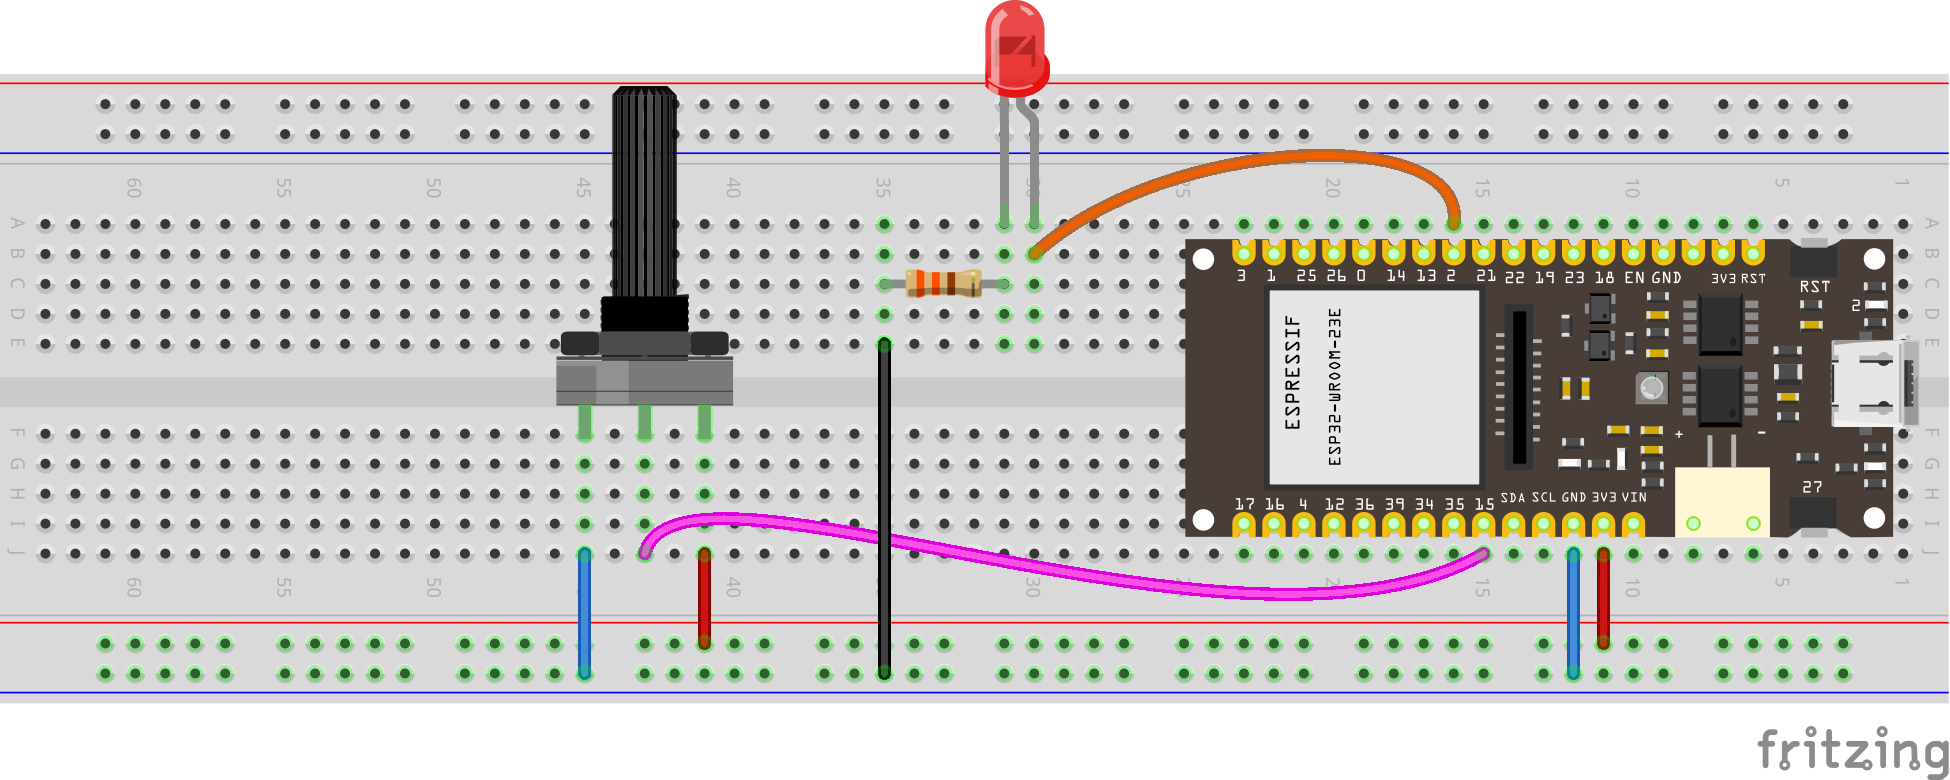 60 55 50 45 40 35 30 25 20 15 10 5 1
A A
B B
C C
D D
E E
3 1 25 26 0 14 13 2 21 22 19 23 18 EN GND 3V3 RST
RST
2
ESPRESSIF
ESP32-WROOM-23E
+ -
F F
G G
H H
I I
J J
27
17 16 4 12 36 39 34 35 15 SDA SCL GND 3V3 VIN
60 55 50 40 30 20 15 10 5 1
fritzing